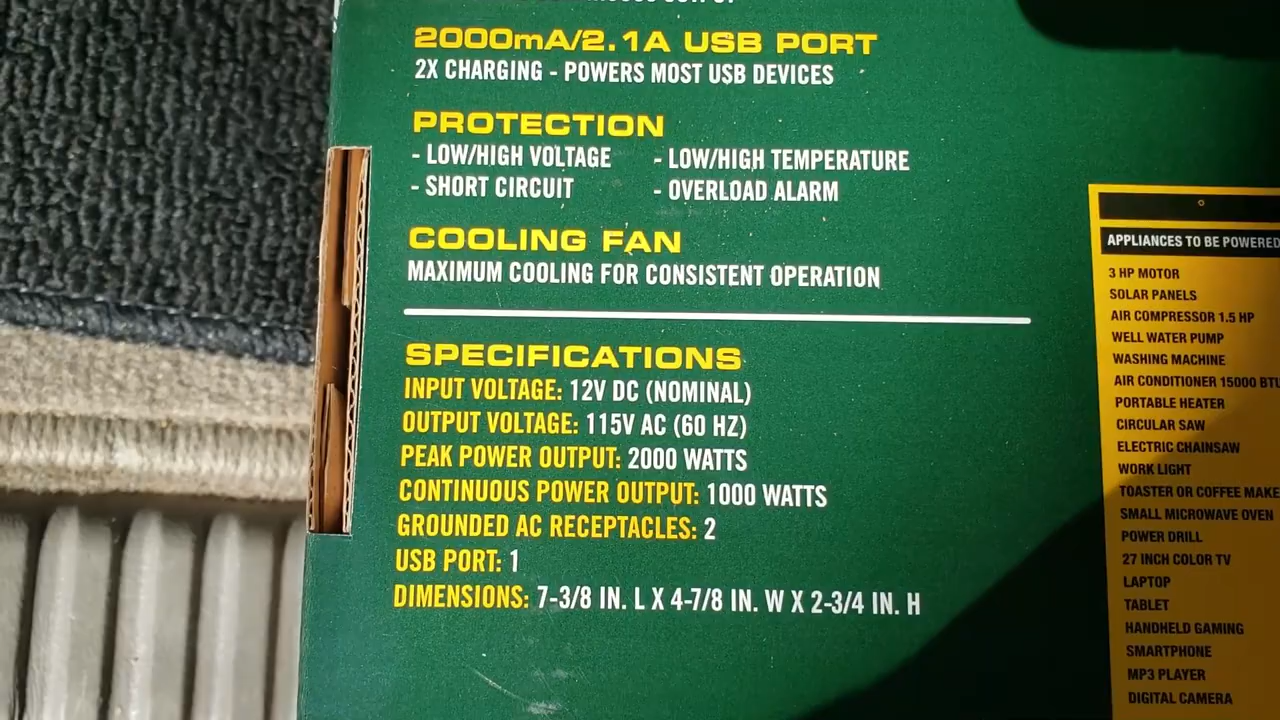 2000mA/2.1A USB PORT
2X CHARGING - POWERS MOST USB DEVICES
PROTECTION
- LOW/HIGH VOLTAGE - LOW/HIGH TEMPERATURE
- SHORT CIRCUIT - OVERLOAD ALARM
COOLING FAN
MAXIMUM COOLING FOR CONSISTENT OPERATION
SPECIFICATIONS
INPUT VOLTAGE: 12V DC (NOMINAL)
OUTPUT VOLTAGE: 115V AC (60 HZ)
PEAK POWER OUTPUT: 2000 WATTS
CONTINUOUS POWER OUTPUT: 1000 WATTS
GROUNDED AC RECEPTACLES: 2
USB PORT: 1
DIMENSIONS: 7-3/8 IN. L X 4-7/8 IN. W X 2-3/4 IN. H
APPLIANCES TO BE POWERED
3 HP MOTOR
SOLAR PANELS
AIR COMPRESSOR 1.5 HP
WELL WATER PUMP
WASHING MACHINE
AIR CONDITIONER 15000 BTU
PORTABLE HEATER
CIRCULAR SAW
ELECTRIC CHAINSAW
WORK LIGHT
TOASTER OR COFFEE MAKE
SMALL MICROWAVE OVEN
POWER DRILL
27 INCH COLOR TV
LAPTOP
TABLET
HANDHELD GAMING
SMARTPHONE
MP3 PLAYER
DIGITAL CAMERA